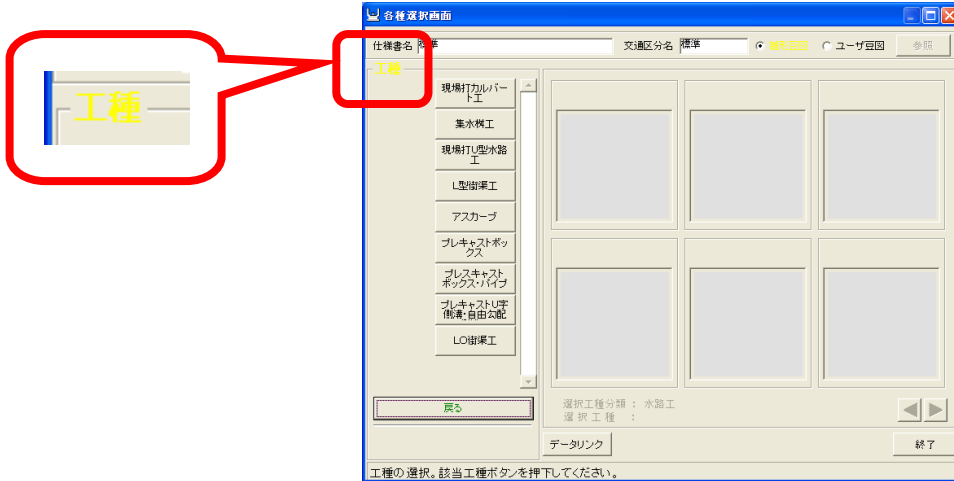 各種選択画面
仕様書名 標準 交通区分名 標準 ユーザ豆図 参照
工種
工種
現場打カルバー
ト工
集水桝工
現場打U型水路
工
L型街渠工
アスカーブ
プレキャストボッ
クス
プレスキャスト
ボックス・パイプ
プレキャストU字
側溝・自由勾配
LO街渠工
戻る
選択工種分類 : 水路工
選択工種 :
データリンク 終了
工種の選択。該当工種ボタンを押下してください。